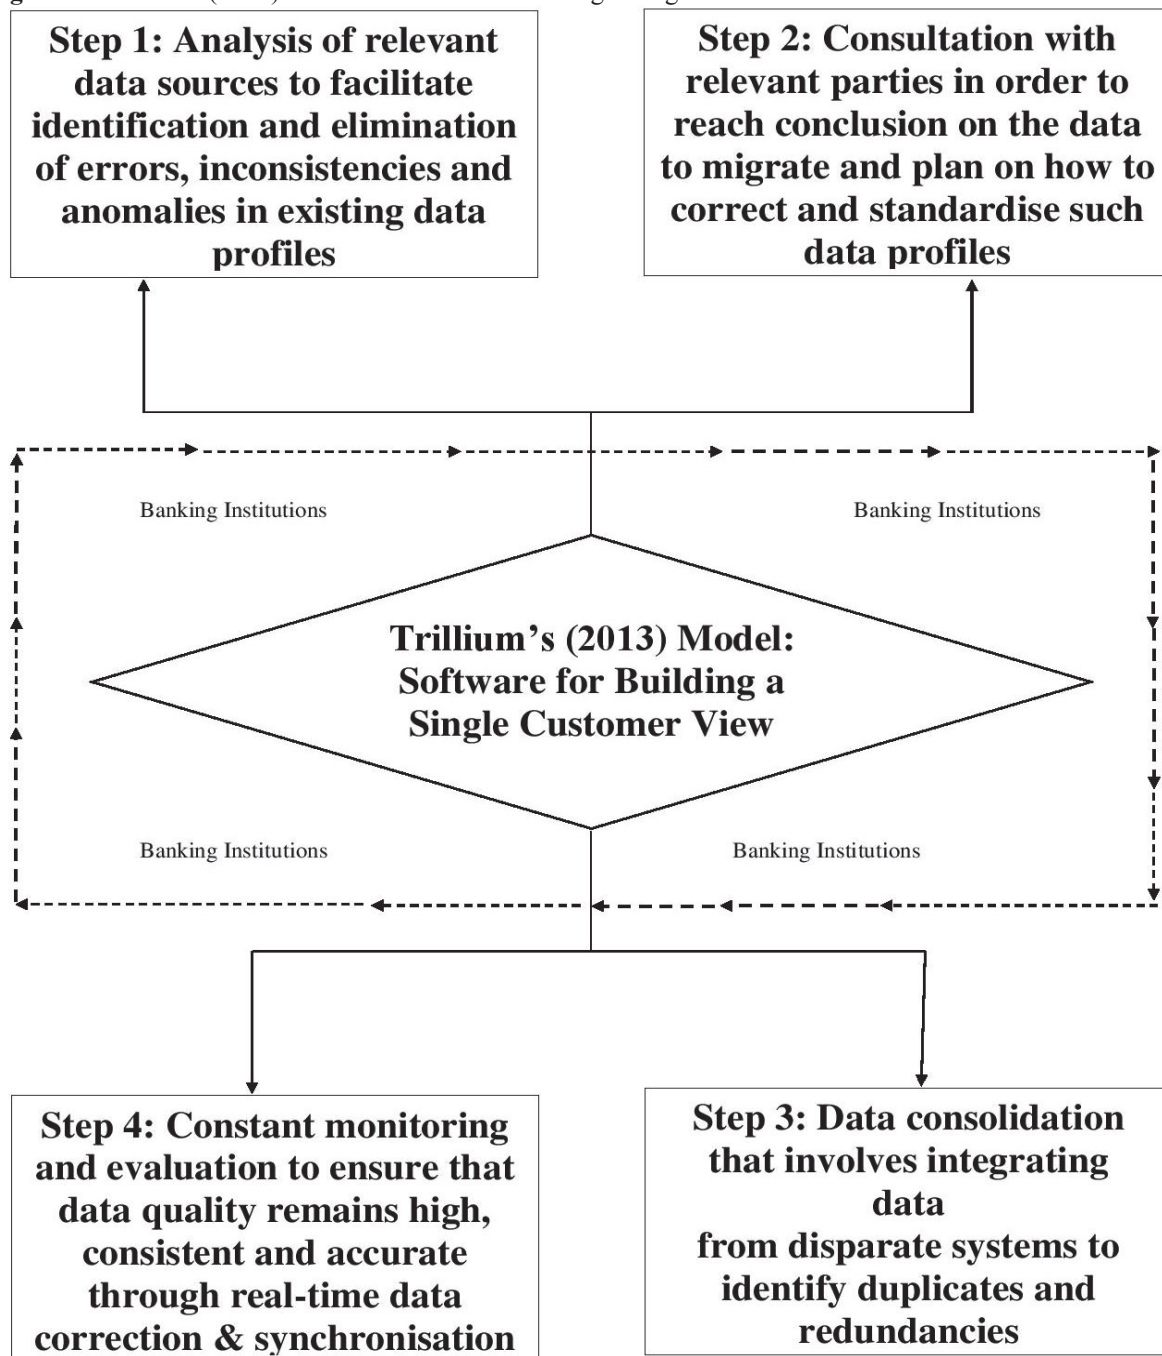 Step 1: Analysis of relevant
data sources to facilitate
identification and elimination
of errors, inconsistencies and
anomalies in existing data
profiles
Step 2: Consultation with
relevant parties in order to
reach conclusion on the data
to migrate and plan on how to
correct and standardise such
data profiles
Banking Institutions
Banking Institutions
Trillium’s (2013) Model:
Software for Building a
Single Customer View
Banking Institutions
Banking Institutions
Step 4: Constant monitoring
and evaluation to ensure that
data quality remains high,
consistent and accurate
through real-time data
correction & synchronisation
Step 3: Data consolidation
that involves integrating
data
from disparate systems to
identify duplicates and
redundancies